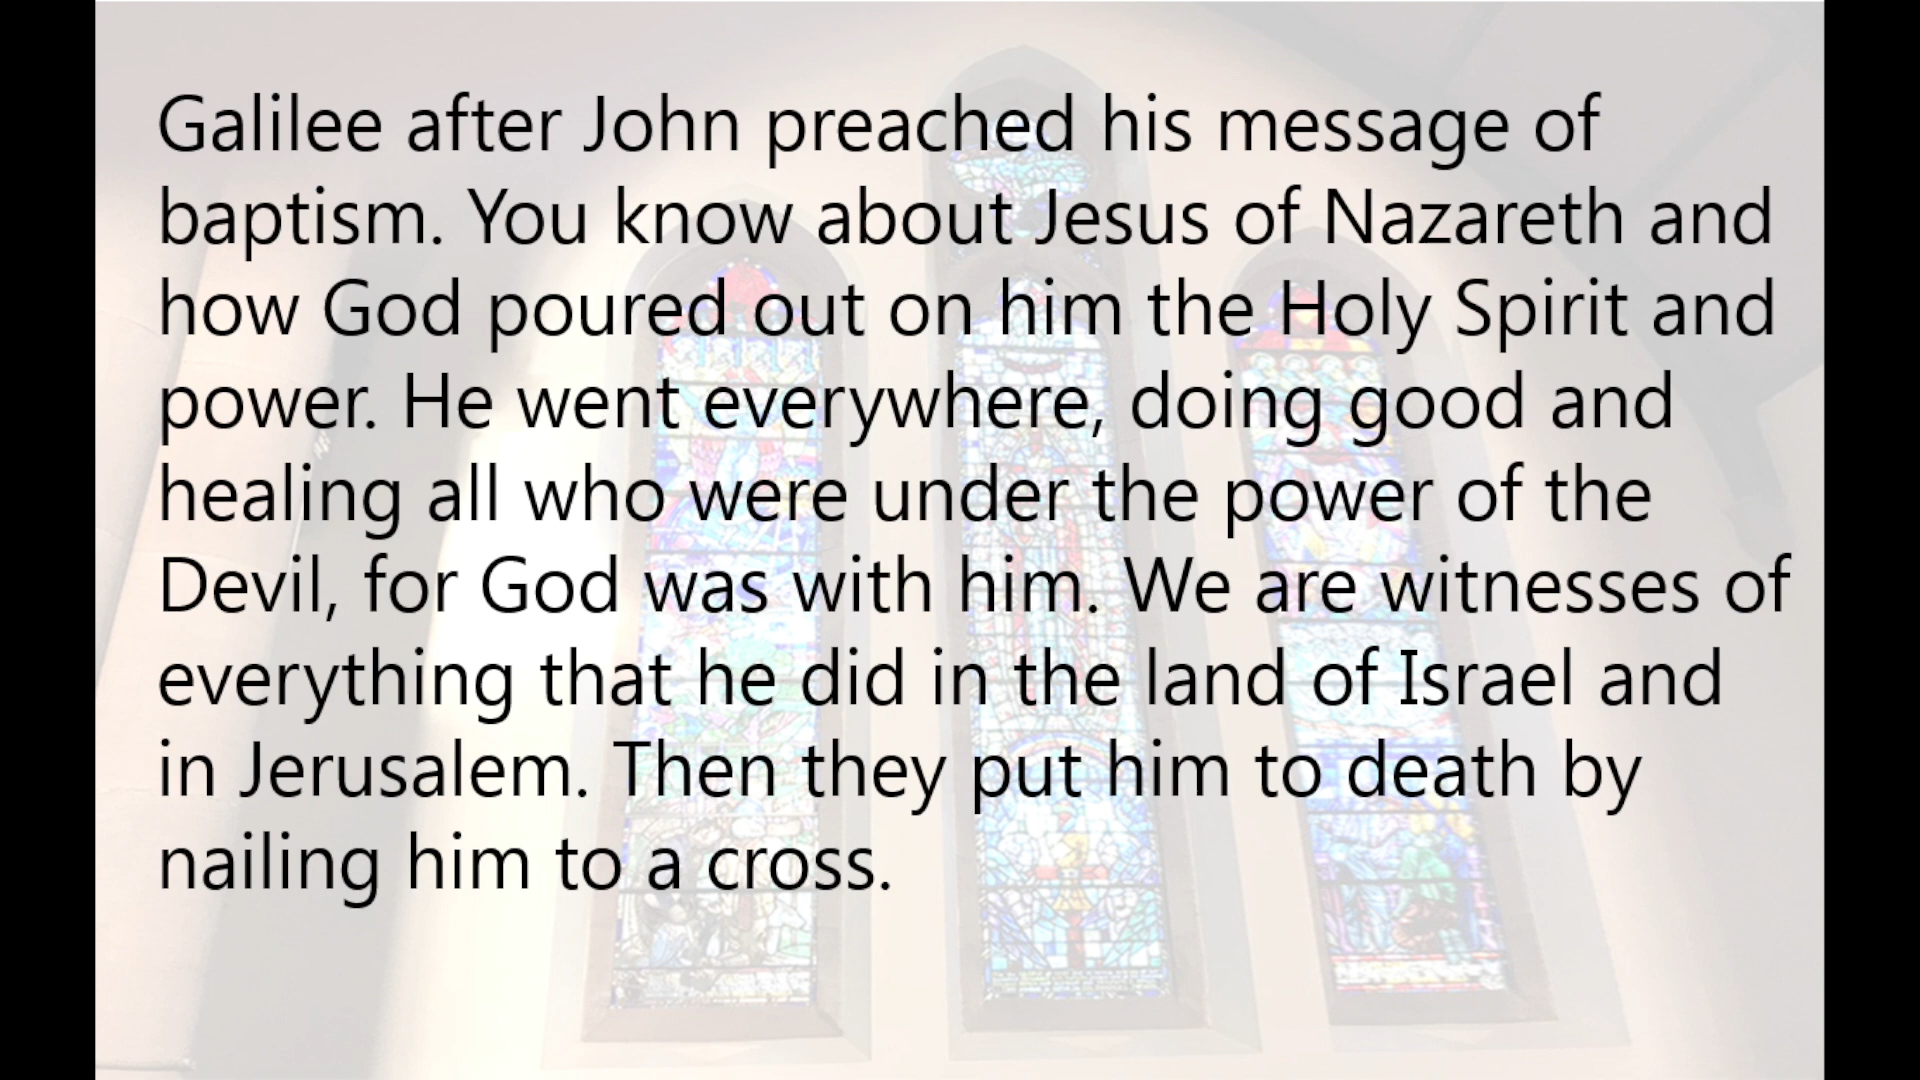 Galilee after John preached his message of
baptism. You know about Jesus of Nazareth and
how God poured out on him the Holy Spirit and
power. He went everywhere, doing good and
healing all who were under the power of the
Devil, for God was with him. We are witnesses of
everything that he did in the land of Israel and
in Jerusalem. Then they put him to death by
nailing him to a cross.